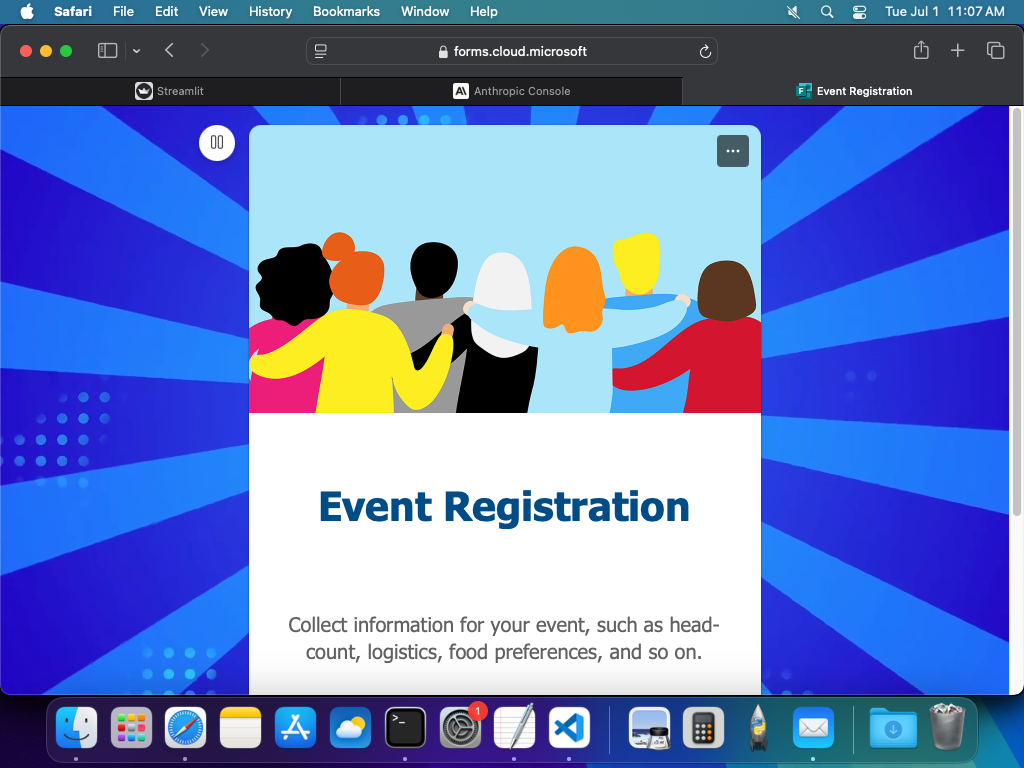 Safari File Edit View History Bookmarks Window Help Tue Jul 1 11:07 AM
forms.cloud.microsoft
Streamlit Anthropic Console Event Registration
Event Registration
Collect information for your event, such as head-
count, logistics, food preferences, and so on.
1